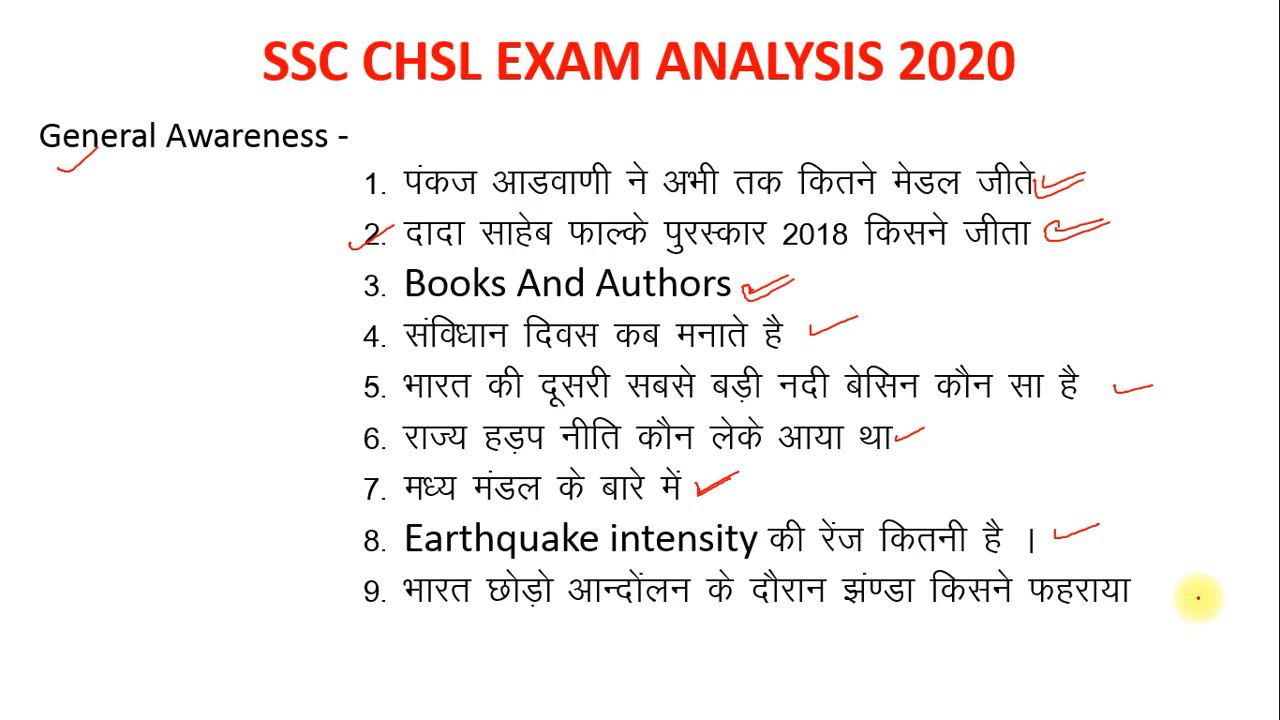 SSC CHSL EXAM ANALYSIS 2020
General Awareness -
1. पंकज आडवाणी ने अभी तक कितने मेडल जीते
2. दादा साहेब फाल्के पुरस्कार 2018 किसने जीता
3. Books And Authors
4. संविधान दिवस कब मनाते है
5. भारत की दूसरी सबसे बड़ी नदी बेसिन कौन सा है
6. राज्य हड़प नीति कौन लेके आया था
7. मध्य मंडल के बारे में
8. Earthquake intensity की रेंज कितनी है ।
9. भारत छोड़ो आन्दोंलन के दौरान झंण्डा किसने फहराया